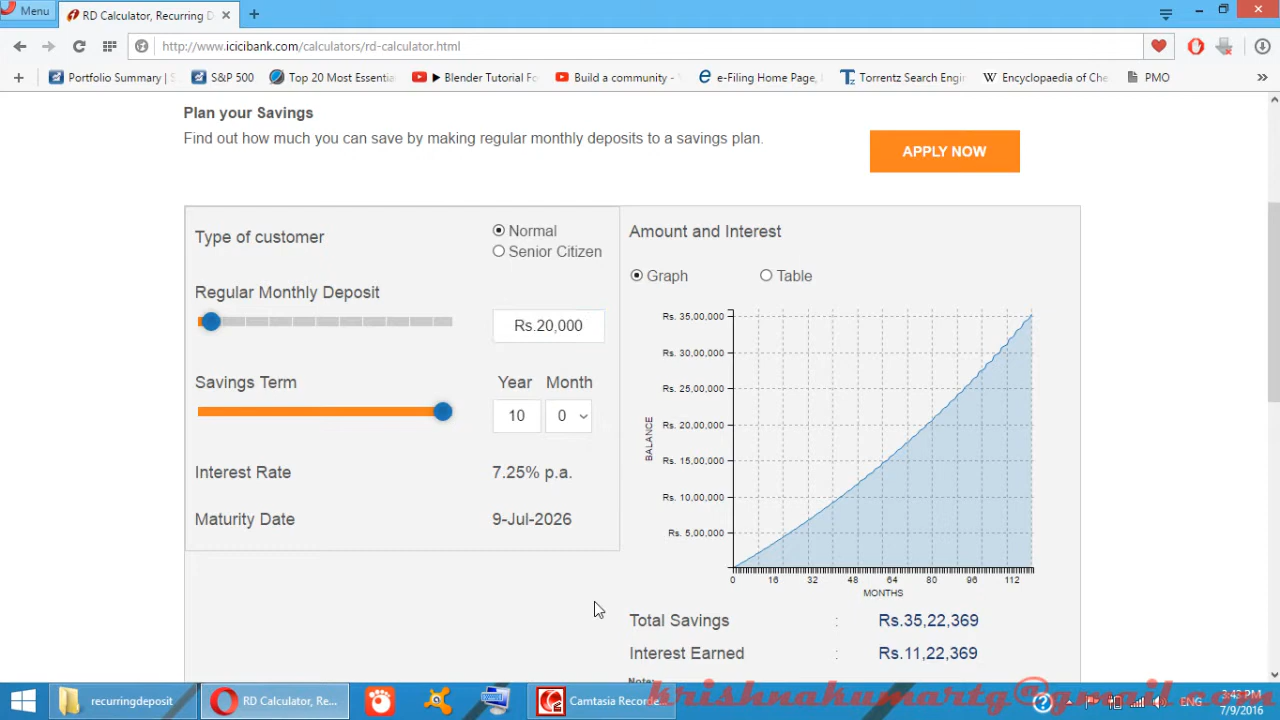 Menu
RD Calculator, Recurring D
http://www.icicibank.com/calculators/rd-calculator.html
Portfolio Summary |
S&P 500
Top 20 Most Essentia
Blender Tutorial Fo
Build a community -
e-Filing Home Page,
Torrentz Search Engi
Encyclopaedia of Che
PMO
Plan your Savings
Find out how much you can save by making regular monthly deposits to a savings plan.
APPLY NOW
Type of customer
Normal
Senior Citizen
Regular Monthly Deposit
Rs.20,000
Savings Term
Year Month
10 0
Interest Rate 7.25% p.a.
Maturity Date 9-Jul-2026
Amount and Interest
Graph Table
Rs. 35,00,000
Rs. 30,00,000
Rs. 25,00,000
Rs. 20,00,000
Rs. 15,00,000
Rs. 10,00,000
Rs. 5,00,000
BALANCE
0 16 32 48 64 80 96 112
MONTHS
Total Savings : Rs.35,22,369
Interest Earned : Rs.11,22,369
recurringdeposit
RD Calculator, Re...
Camtasia Recorde
krishnakumartg@gmail.com
ENG
3:43 PM
7/9/2016